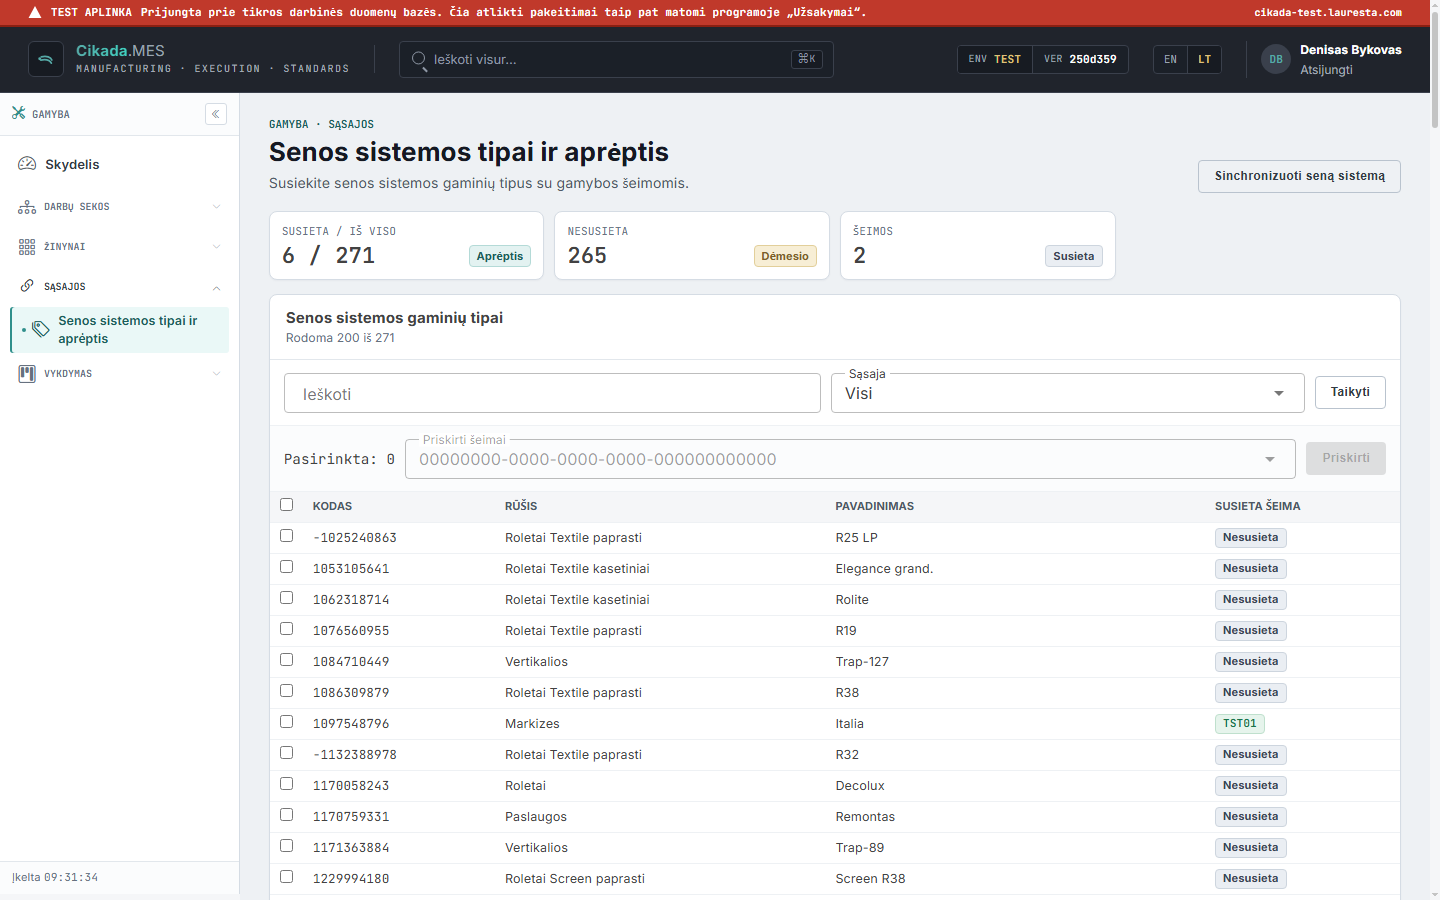 TEST APLINKA Prijungta prie tikros darbinės duomenų bazės. Čia atlikti pakeitimai taip pat matomi programoje „Užsakymai“.
cikada-test.lauresta.com
Cikada.MES
MANUFACTURING · EXECUTION · STANDARDS
Ieškoti visur...
⌘K
ENV TEST
VER 250d359
EN
LT
DB
Denisas Bykovas
Atsijungti
GAMYBA
Skydelis
DARBŲ SEKOS
ŽINYNAI
SĄSAJOS
Senos sistemos tipai ir
aprėptis
VYKDYMAS
Įkelta 09:31:34
GAMYBA · SĄSAJOS
Senos sistemos tipai ir aprėptis
Susiekite senos sistemos gaminių tipus su gamybos šeimomis.
Sinchronizuoti seną sistemą
SUSIETA / IŠ VISO
6 / 271
Aprėptis
NESUSIETA
265
Dėmesio
ŠEIMOS
2
Susieta
Senos sistemos gaminių tipai
Rodoma 200 iš 271
Ieškoti
Sąsaja
Visi
Taikyti
Pasirinkta: 0
Priskirti šeimai
00000000-0000-0000-0000-000000000000
Priskirti
KODAS RŪŠIS PAVADINIMAS SUSIETA ŠEIMA
-1025240863 Roletai Textile paprasti R25 LP Nesusieta
1053105641 Roletai Textile kasetiniai Elegance grand. Nesusieta
1062318714 Roletai Textile kasetiniai Rolite Nesusieta
1076560955 Roletai Textile paprasti R19 Nesusieta
1084710449 Vertikalios Trap-127 Nesusieta
1086309879 Roletai Textile paprasti R38 Nesusieta
1097548796 Markizes Italia TST01
-1132388978 Roletai Textile paprasti R32 Nesusieta
1170058243 Roletai Decolux Nesusieta
1170759331 Paslaugos Remontas Nesusieta
1171363884 Vertikalios Trap-89 Nesusieta
1229994180 Roletai Screen paprasti Screen R38 Nesusieta